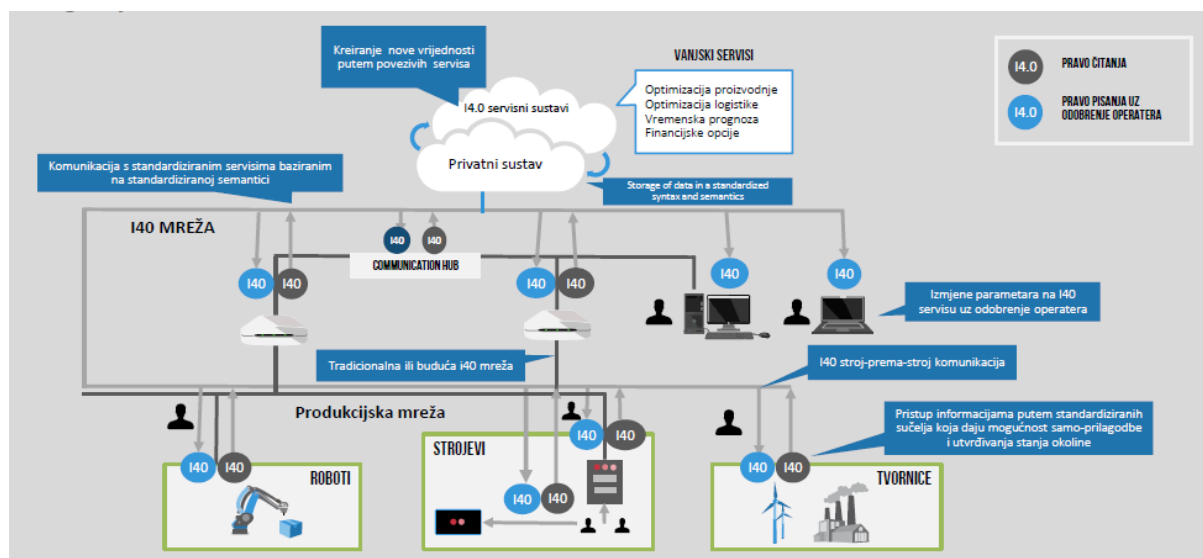 Kreiranje nove vrijednosti
putem povezivih servisa
VANJSKI SERVISI
Optimizacija proizvodnje
Optimizacija logistike
Vremenska prognoza
Financijske opcije
I4.0
PRAVO ČITANJA
I4.0
PRAVO PISANJA UZ
ODOBRENJE OPERATERA
I4.0 servisni sustavi
Privatni sustav
Komunikacija s standardiziranim servisima baziranim
na standardiziranoj semantici
Storage of data in a standardized
syntax and semantics
I40 MREŽA
I40
I40
COMMUNICATION HUB
I40
I40
I40
I40
I40
I40
Izmjene parametara na I40
servisu uz odobrenje operatera
Tradicionalna ili buduća i40 mreža
I40 stroj-prema-stroj komunikacija
Produkcijska mreža
Pristup informacijama putem standardiziranih
sučelja koja daju mogućnost samo-prilagodbe
i utvrđivanja stanja okoline
I40
I40
ROBOTI
STROJEVI
I40
I40
I40
I40
I40
I40
TVORNICE